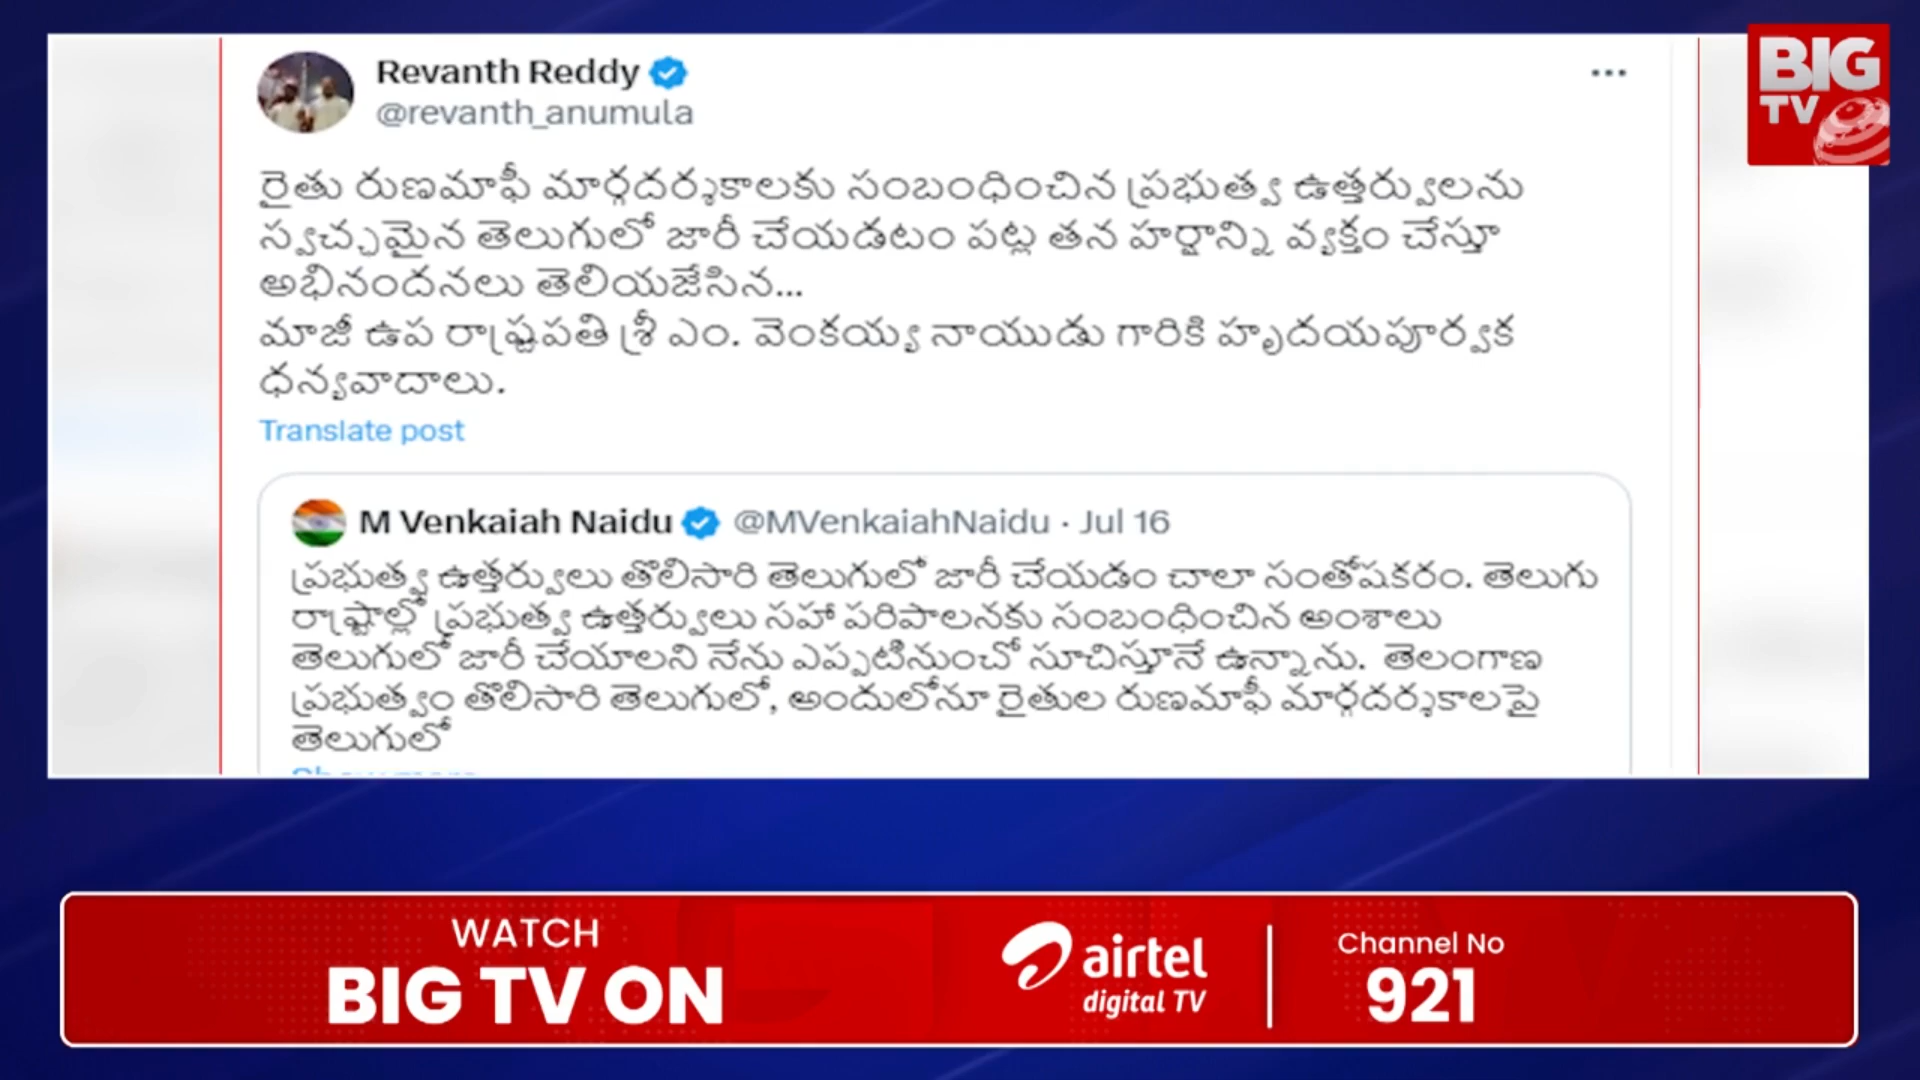 Revanth Reddy
@revanth_anumula
BIG
TV
రైతు రుణమాఫీ మార్గదర్శకాలకు సంబంధించిన ప్రభుత్వ ఉత్తర్వులను
స్వచ్ఛమైన తెలుగులో జారీ చేయడటం పట్ల తన హర్షాన్ని వ్యక్తం చేస్తూ
అభినందనలు తెలియజేసిన...
మాజీ ఉప రాష్ట్రపతి శ్రీ ఎం. వెంకయ్య నాయుడు గారికి హృదయపూర్వక
ధన్యవాదాలు.
Translate post
M Venkaiah Naidu @MVenkaiahNaidu · Jul 16
ప్రభుత్వ ఉత్తర్వులు తొలిసారి తెలుగులో జారీ చేయడం చాలా సంతోషకరం. తెలుగు
రాష్ట్రాల్లో ప్రభుత్వ ఉత్తర్వులు సహా పరిపాలనకు సంబంధించిన అంశాలు
తెలుగులో జారీ చేయాలని నేను ఎప్పటినుంచో సూచిస్తూనే ఉన్నాను. తెలంగాణ
ప్రభుత్వం తొలిసారి తెలుగులో, అందులోనూ రైతుల రుణమాఫీ మార్గదర్శకాలపై
తెలుగులో
WATCH
BIG TV ON
airtel
digital TV
Channel No
921